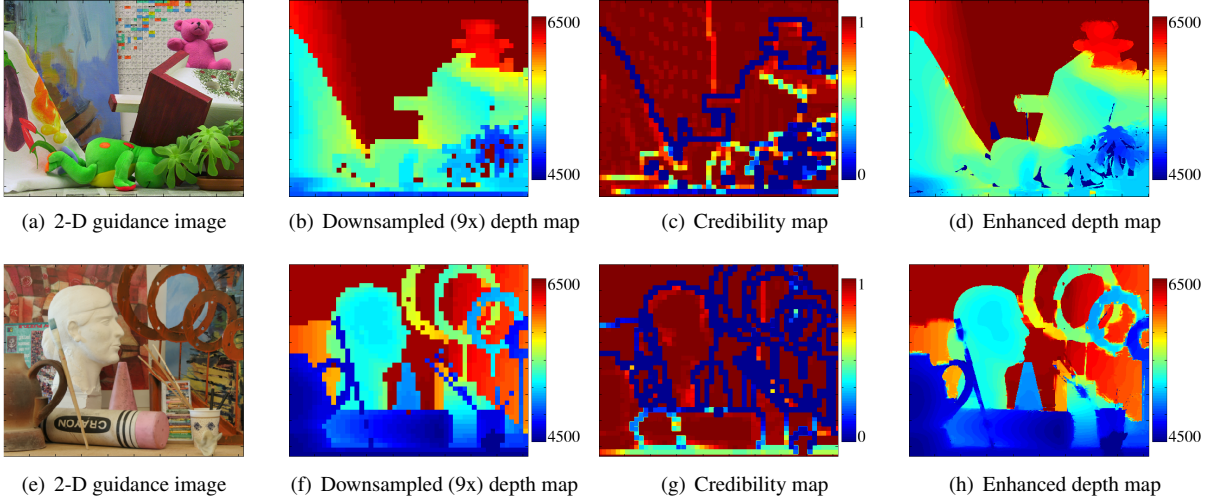 6500
4500
1
0
6500
4500
(a) 2-D guidance image
(b) Downsampled (9x) depth map
(c) Credibility map
(d) Enhanced depth map
6500
4500
1
0
6500
4500
CRAYON
(e) 2-D guidance image
(f) Downsampled (9x) depth map
(g) Credibility map
(h) Enhanced depth map